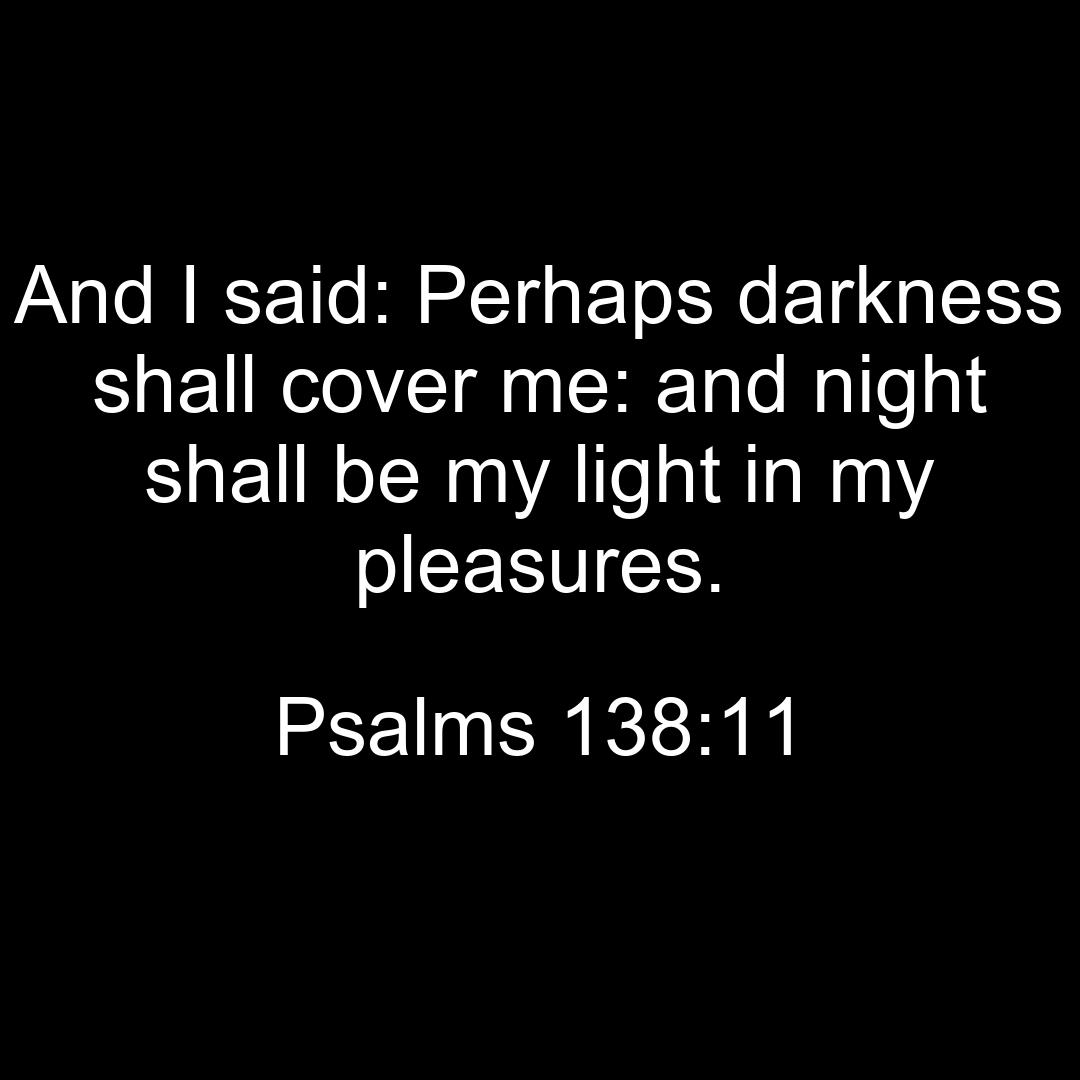 And I said: Perhaps darkness
shall cover me: and night
shall be my light in my
pleasures.
Psalms 138:11